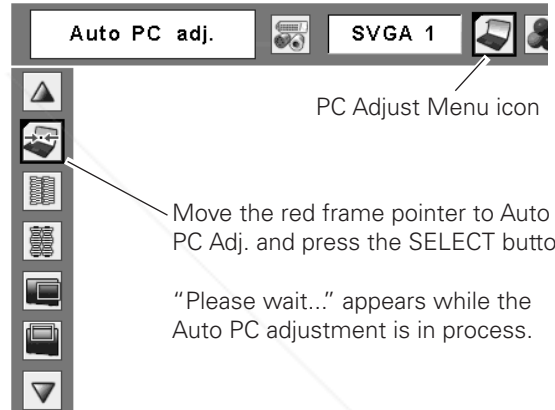 Auto PC adj.
SVGA 1
PC Adjust Menu icon
Move the red frame pointer to Auto
PC Adj. and press the SELECT butto
“Please wait...” appears while the
Auto PC adjustment is in process.